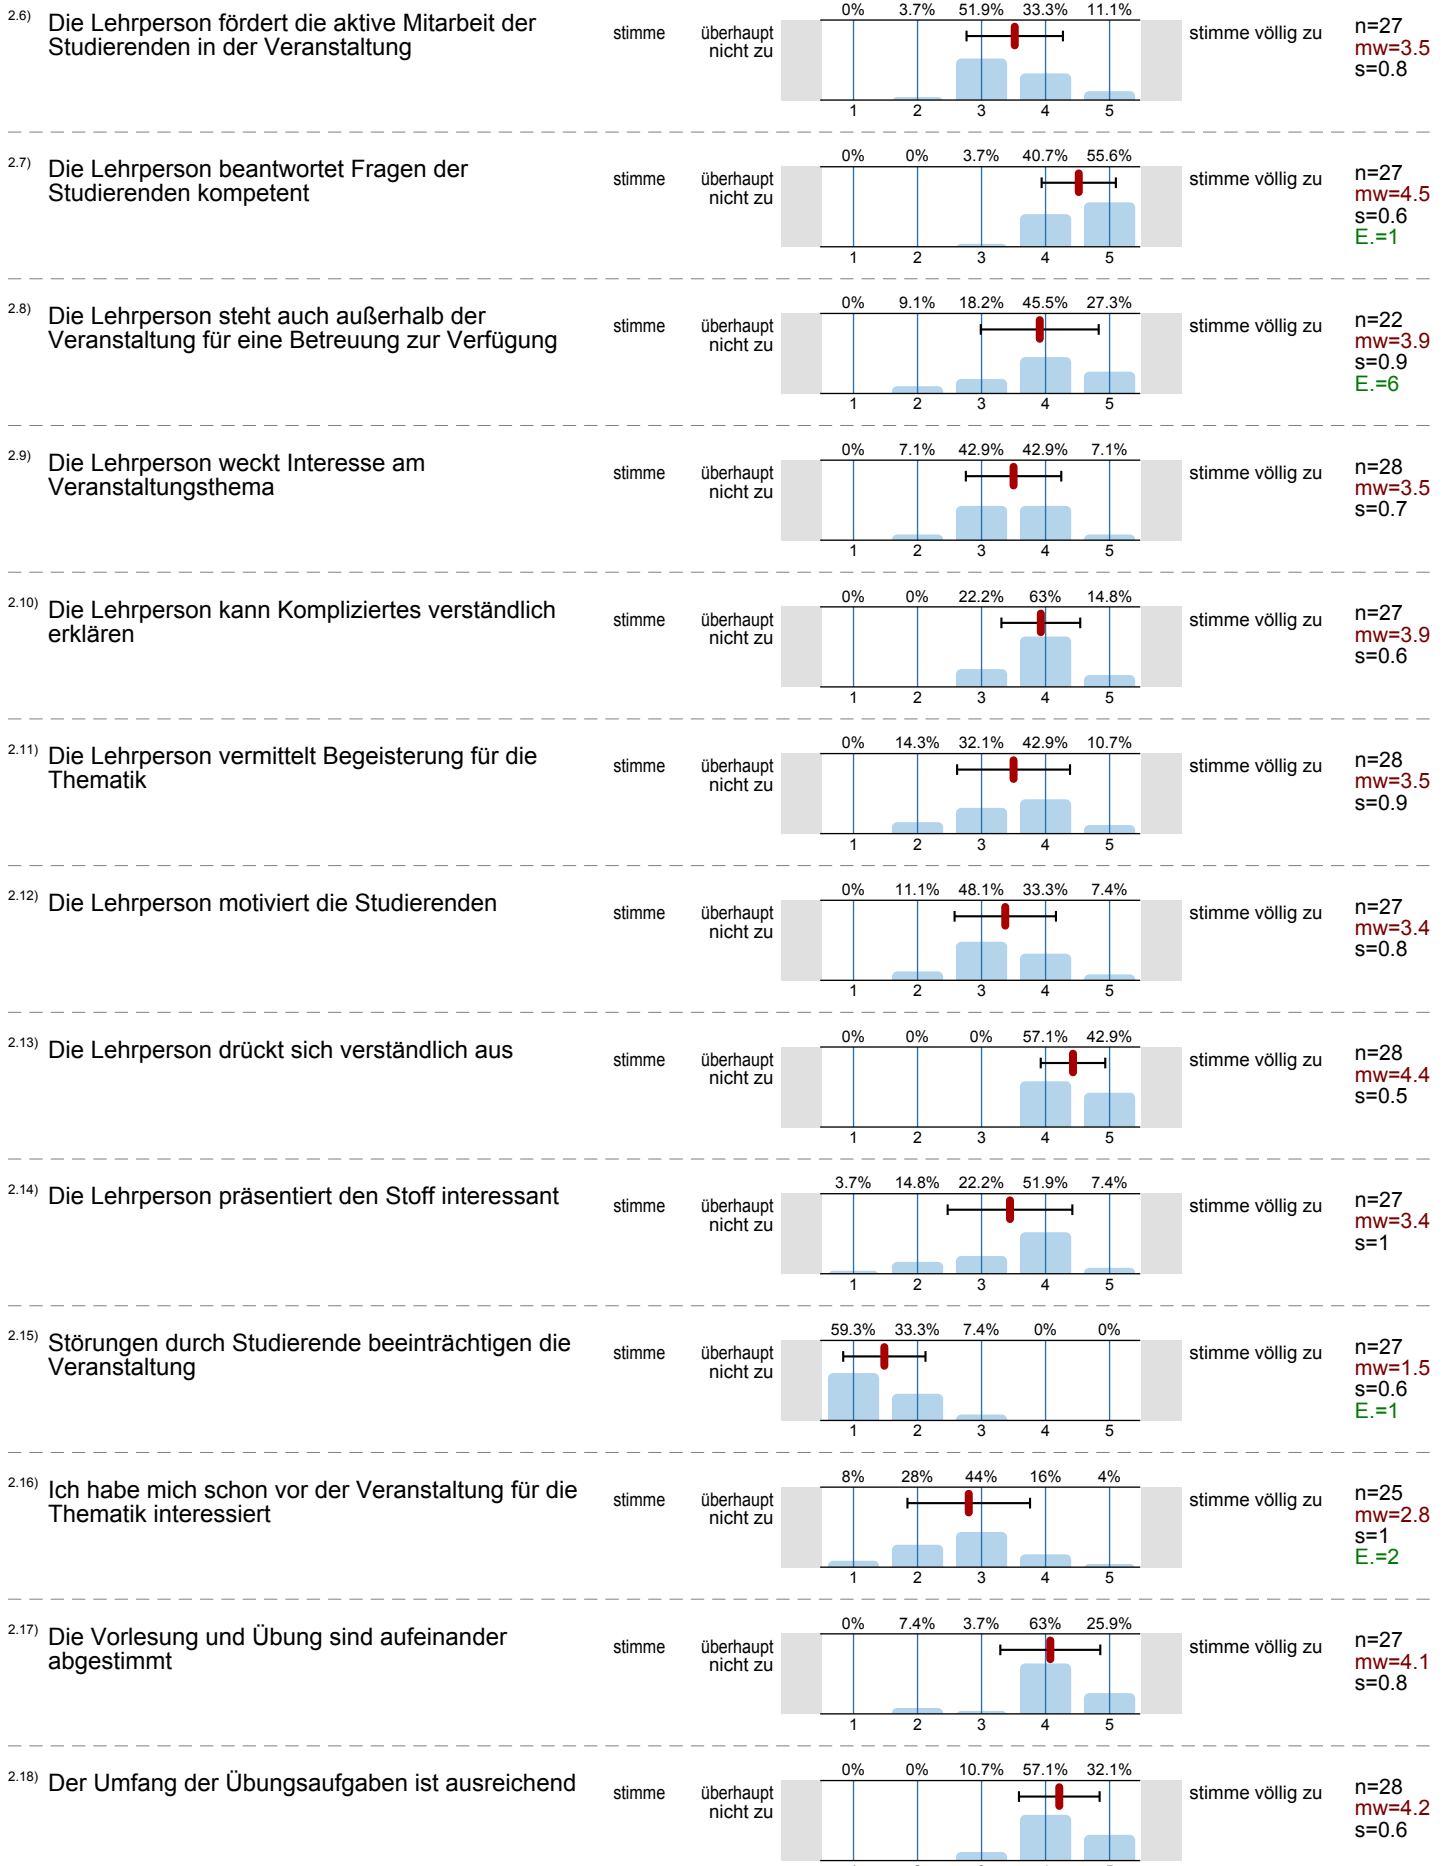 2.6) Die Lehrperson fördert die aktive Mitarbeit der
Studierenden in der Veranstaltung
stimme überhaupt
nicht zu
0% 3.7% 51.9% 33.3% 11.1%
1 2 3 4 5
stimme völlig zu
n=27
mw=3.5
s=0.8
2.7) Die Lehrperson beantwortet Fragen der
Studierenden kompetent
stimme überhaupt
nicht zu
0% 0% 3.7% 40.7% 55.6%
1 2 3 4 5
stimme völlig zu
n=27
mw=4.5
s=0.6
E.=1
2.8) Die Lehrperson steht auch außerhalb der
Veranstaltung für eine Betreuung zur Verfügung
stimme überhaupt
nicht zu
0% 9.1% 18.2% 45.5% 27.3%
1 2 3 4 5
stimme völlig zu
n=22
mw=3.9
s=0.9
E.=6
2.9) Die Lehrperson weckt Interesse am
Veranstaltungsthema
stimme überhaupt
nicht zu
0% 7.1% 42.9% 42.9% 7.1%
1 2 3 4 5
stimme völlig zu
n=28
mw=3.5
s=0.7
2.10) Die Lehrperson kann Kompliziertes verständlich
erklären
stimme überhaupt
nicht zu
0% 0% 22.2% 63% 14.8%
1 2 3 4 5
stimme völlig zu
n=27
mw=3.9
s=0.6
2.11) Die Lehrperson vermittelt Begeisterung für die
Thematik
stimme überhaupt
nicht zu
0% 14.3% 32.1% 42.9% 10.7%
1 2 3 4 5
stimme völlig zu
n=28
mw=3.5
s=0.9
2.12) Die Lehrperson motiviert die Studierenden
stimme überhaupt
nicht zu
0% 11.1% 48.1% 33.3% 7.4%
1 2 3 4 5
stimme völlig zu
n=27
mw=3.4
s=0.8
2.13) Die Lehrperson drückt sich verständlich aus
stimme überhaupt
nicht zu
0% 0% 0% 57.1% 42.9%
1 2 3 4 5
stimme völlig zu
n=28
mw=4.4
s=0.5
2.14) Die Lehrperson präsentiert den Stoff interessant
stimme überhaupt
nicht zu
3.7% 14.8% 22.2% 51.9% 7.4%
1 2 3 4 5
stimme völlig zu
n=27
mw=3.4
s=1
2.15) Störungen durch Studierende beeinträchtigen die
Veranstaltung
stimme überhaupt
nicht zu
59.3% 33.3% 7.4% 0% 0%
1 2 3 4 5
stimme völlig zu
n=27
mw=1.5
s=0.6
E.=1
2.16) Ich habe mich schon vor der Veranstaltung für die
Thematik interessiert
stimme überhaupt
nicht zu
8% 28% 44% 16% 4%
1 2 3 4 5
stimme völlig zu
n=25
mw=2.8
s=1
E.=2
2.17) Die Vorlesung und Übung sind aufeinander
abgestimmt
stimme überhaupt
nicht zu
0% 7.4% 3.7% 63% 25.9%
1 2 3 4 5
stimme völlig zu
n=27
mw=4.1
s=0.8
2.18) Der Umfang der Übungsaufgaben ist ausreichend
stimme überhaupt
nicht zu
0% 0% 10.7% 57.1% 32.1%
stimme völlig zu
n=28
mw=4.2
s=0.6